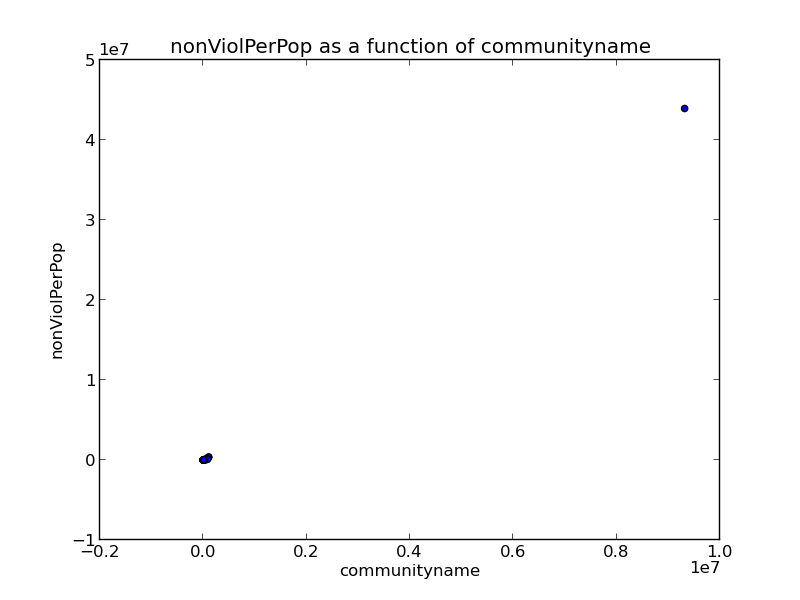 nonViolPerPop as a function of communityname
1e7
5
4
3
2
1
0
−1
nonViolPerPop
−0.2 0.0 0.2 0.4 0.6 0.8 1.0
1e7
communityname